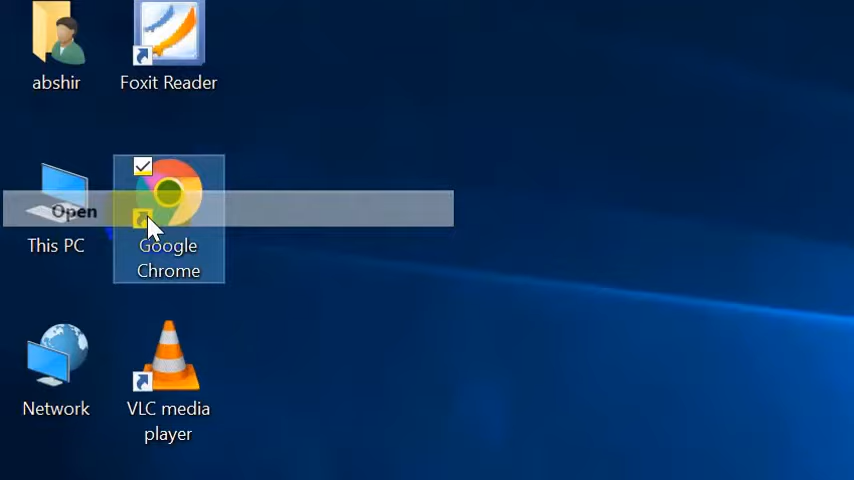 abshir
Foxit Reader
Open
This PC
Google
Chrome
Network
VLC media
player